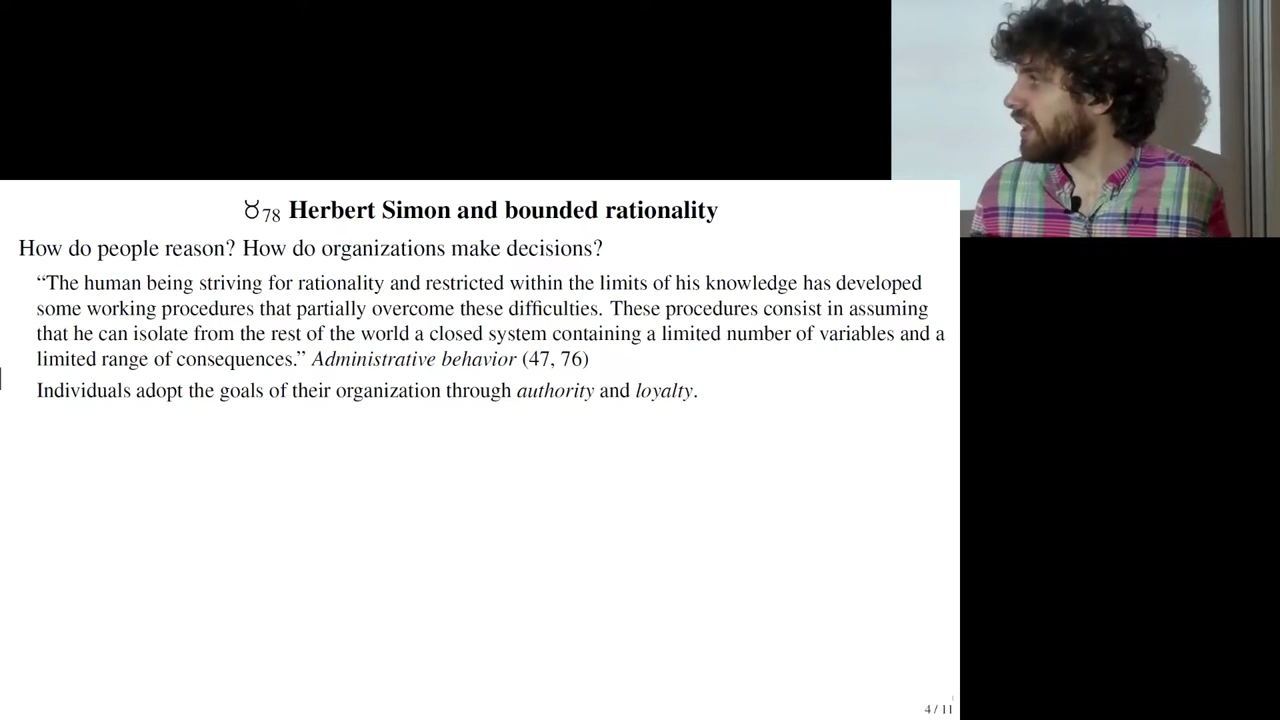 ♉78 Herbert Simon and bounded rationality
How do people reason? How do organizations make decisions?
“The human being striving for rationality and restricted within the limits of his knowledge has developed
some working procedures that partially overcome these difficulties. These procedures consist in assuming
that he can isolate from the rest of the world a closed system containing a limited number of variables and a
limited range of consequences.” Administrative behavior (47, 76)
Individuals adopt the goals of their organization through authority and loyalty.
4 / 11